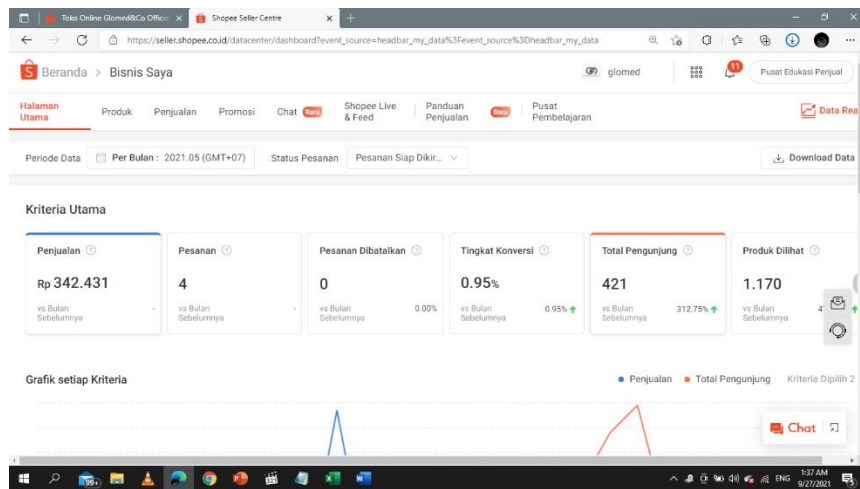 Toko Online Glomed&Co Offici
Shopee Seller Centre
https://seller.shopee.co.id/datacenter/dashboard?event_source=headbar_my_data%3Fevent_source%3Dheadbar_my_data
Beranda > Bisnis Saya
glomed
11
Pusat Edukasi Penjual
Halaman Utama
Produk
Penjualan
Promosi
Chat Baru
Shopee Live & Feed
Panduan Penjualan Baru
Pusat Pembelajaran
Data Rea
Periode Data
Per Bulan : 2021.05 (GMT+07)
Status Pesanan
Pesanan Siap Dikir...
Download Data
Kriteria Utama
Penjualan
Rp 342.431
vs Bulan Sebelumnya
-
Pesanan
4
vs Bulan Sebelumnya
-
Pesanan Dibatalkan
0
vs Bulan Sebelumnya
0.00%
Tingkat Konversi
0.95%
vs Bulan Sebelumnya
0.95%
Total Pengunjung
421
vs Bulan Sebelumnya
312.75%
Produk Dilihat
1.170
vs Bulan Sebelumnya
Grafik setiap Kriteria
Penjualan
Total Pengunjung
Kriteria Dipilih 2
Chat
99+
ENG
1:37 AM
9/27/2021